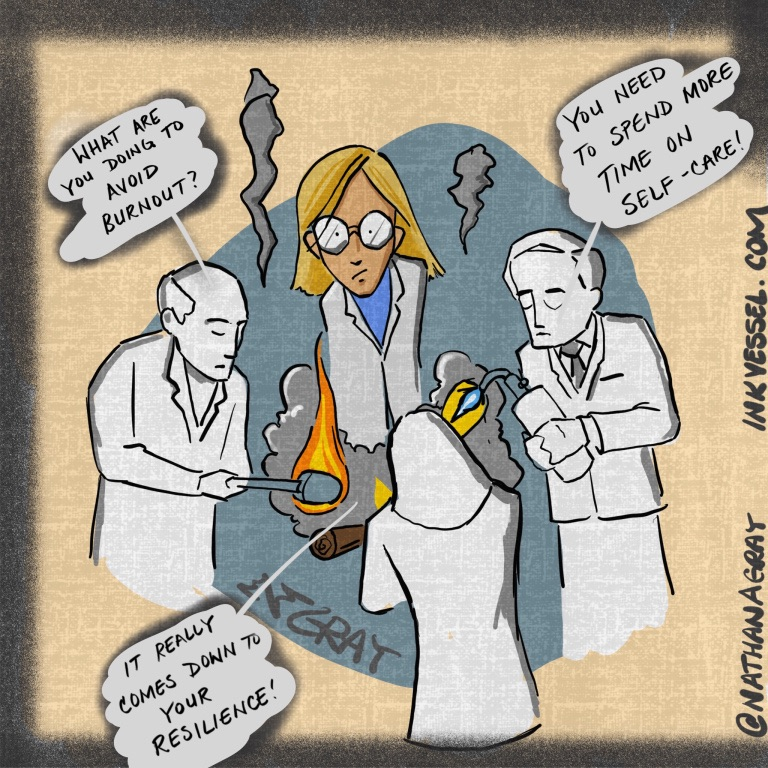 WHAT ARE
YOU DOING TO
AVOID
BURNOUT?
YOU NEED
TO SPEND MORE
TIME ON
SELF-CARE!
IT REALLY
COMES DOWN TO
YOUR
RESILIENCE!
GRAY
@NATHANAGRAY
INKVESSEL.COM